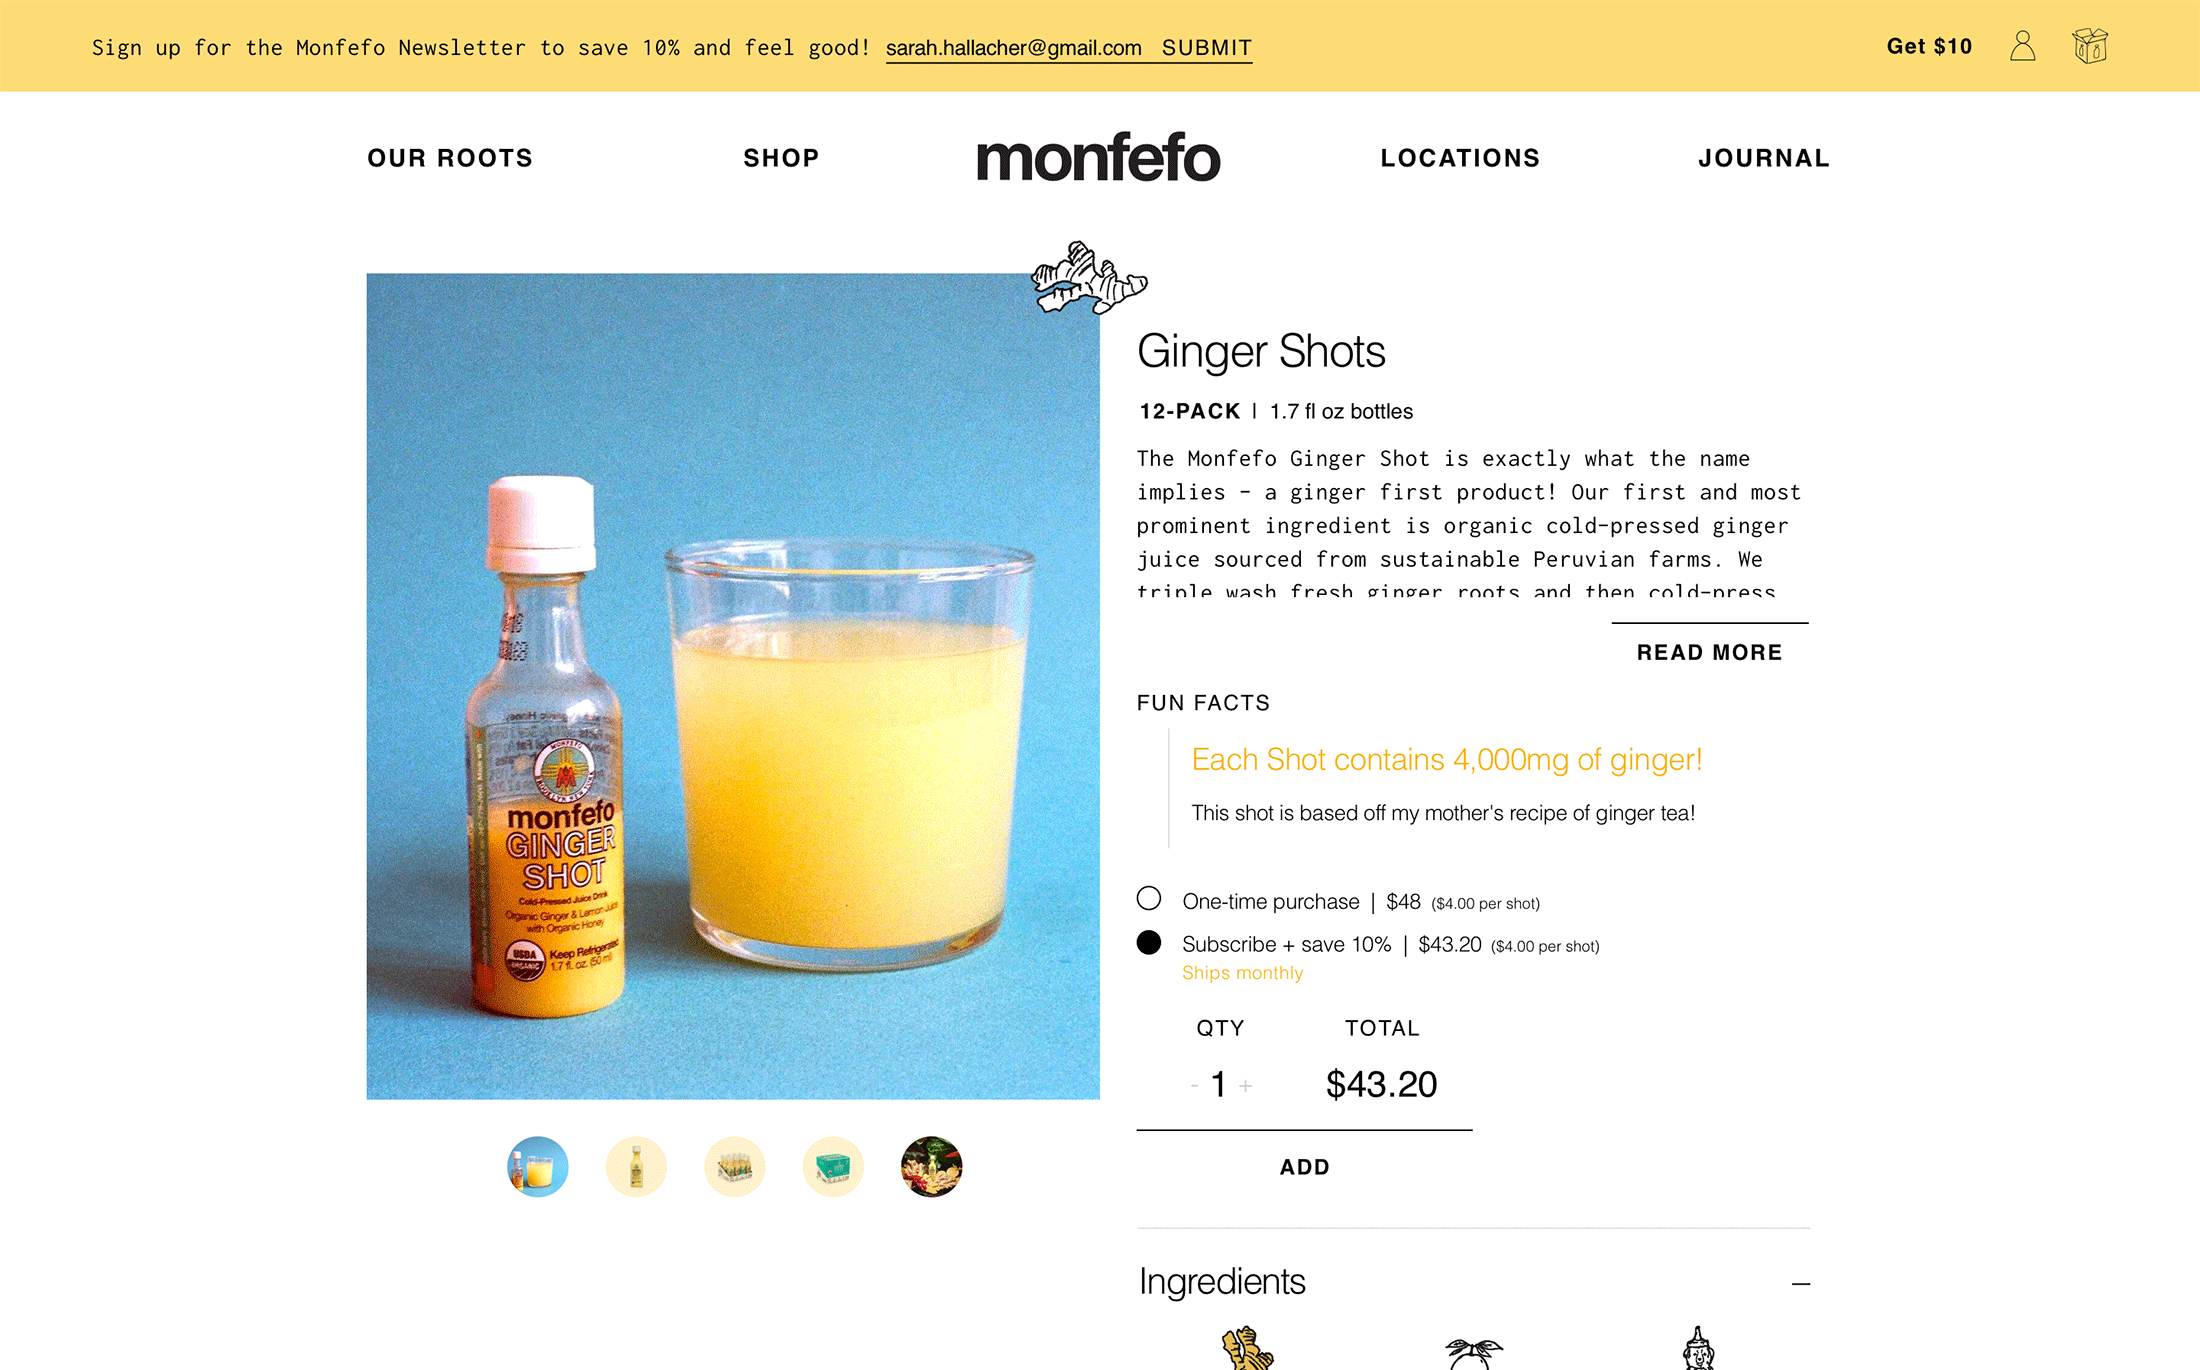 Sign up for the Monfefo Newsletter to save 10% and feel good! sarah.hallacher@gmail.com SUBMIT
Get $10
OUR ROOTS
SHOP
monfefo
LOCATIONS
JOURNAL
Ginger Shots
12-PACK | 1.7 fl oz bottles
The Monfefo Ginger Shot is exactly what the name
implies – a ginger first product! Our first and most
prominent ingredient is organic cold-pressed ginger
juice sourced from sustainable Peruvian farms. We
triple wash fresh ginger roots and then cold-press
READ MORE
FUN FACTS
Each Shot contains 4,000mg of ginger!
This shot is based off my mother's recipe of ginger tea!
One-time purchase | $48 ($4.00 per shot)
Subscribe + save 10% | $43.20 ($4.00 per shot)
Ships monthly
QTY
TOTAL
- 1 +
$43.20
ADD
Ingredients
MONFEFO
BROOKLYN NEW YORK
monfefo
GINGER
SHOT
Cold-Pressed Juice Drink
Organic Ginger & Lemon Juice
with Organic Honey
USDA
ORGANIC
Keep Refrigerated
1.7 fl. oz. (50 ml)